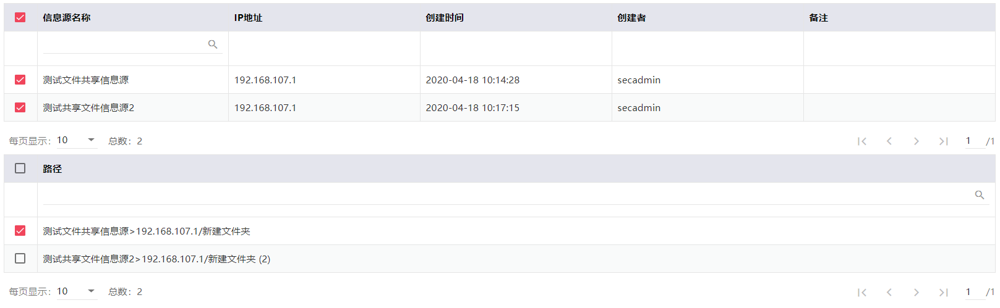 信息源名称 IP地址 创建时间 创建者 备注
测试文件共享信息源 192.168.107.1 2020-04-18 10:14:28 secadmin
测试共享文件信息源2 192.168.107.1 2020-04-18 10:17:15 secadmin
每页显示: 10 总数: 2 1 /1
路径
测试文件共享信息源>192.168.107.1/新建文件夹
测试共享文件信息源2>192.168.107.1/新建文件夹 (2)
每页显示: 10 总数: 2 1 /1